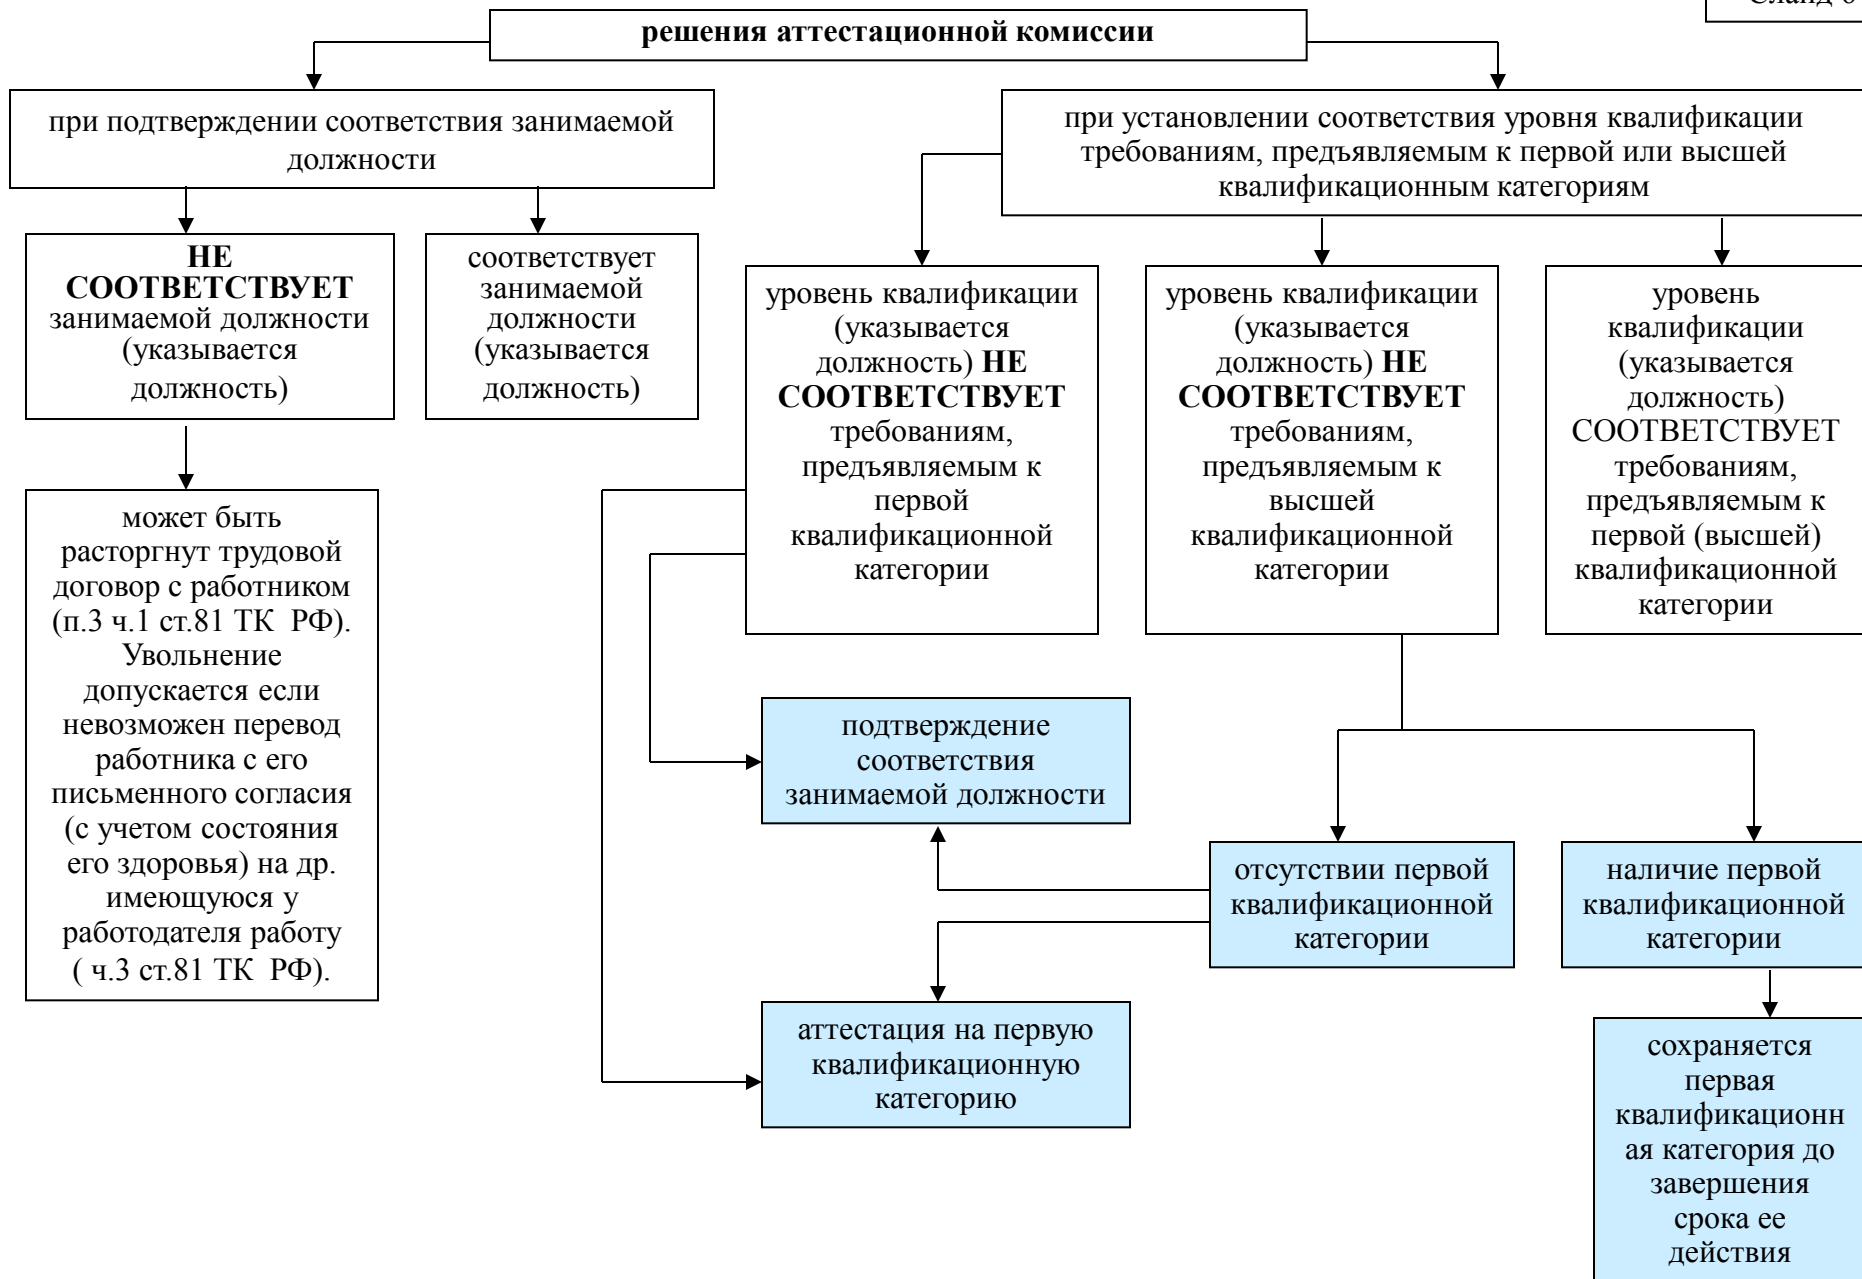 решения аттестационной комиссии
при подтверждении соответствия занимаемой
должности
при установлении соответствия уровня квалификации
требованиям, предъявляемым к первой или высшей
квалификационным категориям
НЕ
СООТВЕТСТВУЕТ
занимаемой должности
(указывается
должность)
соответствует
занимаемой
должности
(указывается
должность)
уровень квалификации
(указывается
должность) НЕ
СООТВЕТСТВУЕТ
требованиям,
предъявляемым к
первой
квалификационной
категории
уровень квалификации
(указывается
должность) НЕ
СООТВЕТСТВУЕТ
требованиям,
предъявляемым к
высшей
квалификационной
категории
уровень
квалификации
(указывается
должность)
СООТВЕТСТВУЕТ
требованиям,
предъявляемым к
первой (высшей)
квалификационной
категории
может быть
расторгнут трудовой
договор с работником
(п.3 ч.1 ст.81 ТК  РФ).
Увольнение
допускается если
невозможен перевод
работника с его
письменного согласия
(с учетом состояния
его здоровья) на др.
имеющуюся у
работодателя работу
( ч.3 ст.81 ТК  РФ).
подтверждение
соответствия
занимаемой должности
отсутствии первой
квалификационной
категории
наличие первой
квалификационной
категории
аттестация на первую
квалификационную
категорию
сохраняется
первая
квалификационн
ая категория до
завершения
срока ее
действия